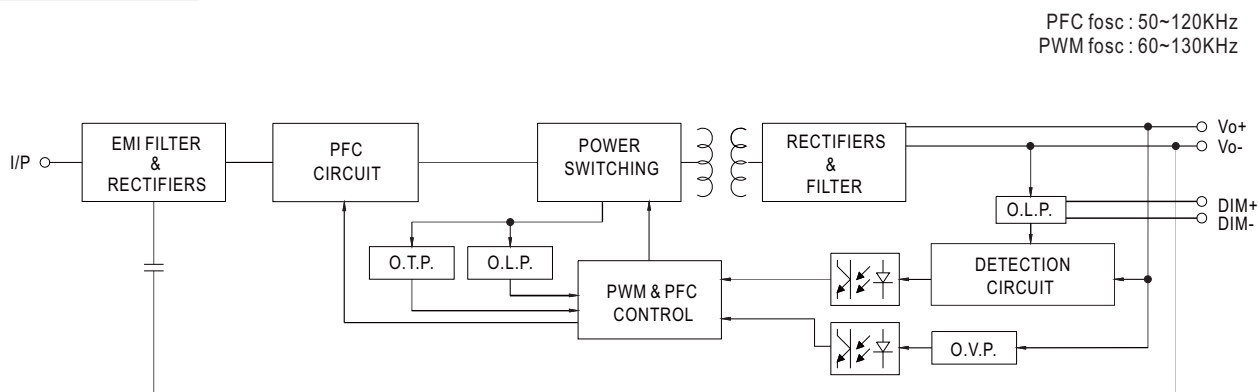 PFC fosc : 50~120KHz
PWM fosc : 60~130KHz
I/P
EMI FILTER
&
RECTIFIERS
PFC
CIRCUIT
POWER
SWITCHING
RECTIFIERS
&
FILTER
Vo+
Vo-
O.L.P.
DIM+
DIM-
O.T.P.
O.L.P.
PWM & PFC
CONTROL
DETECTION
CIRCUIT
O.V.P.